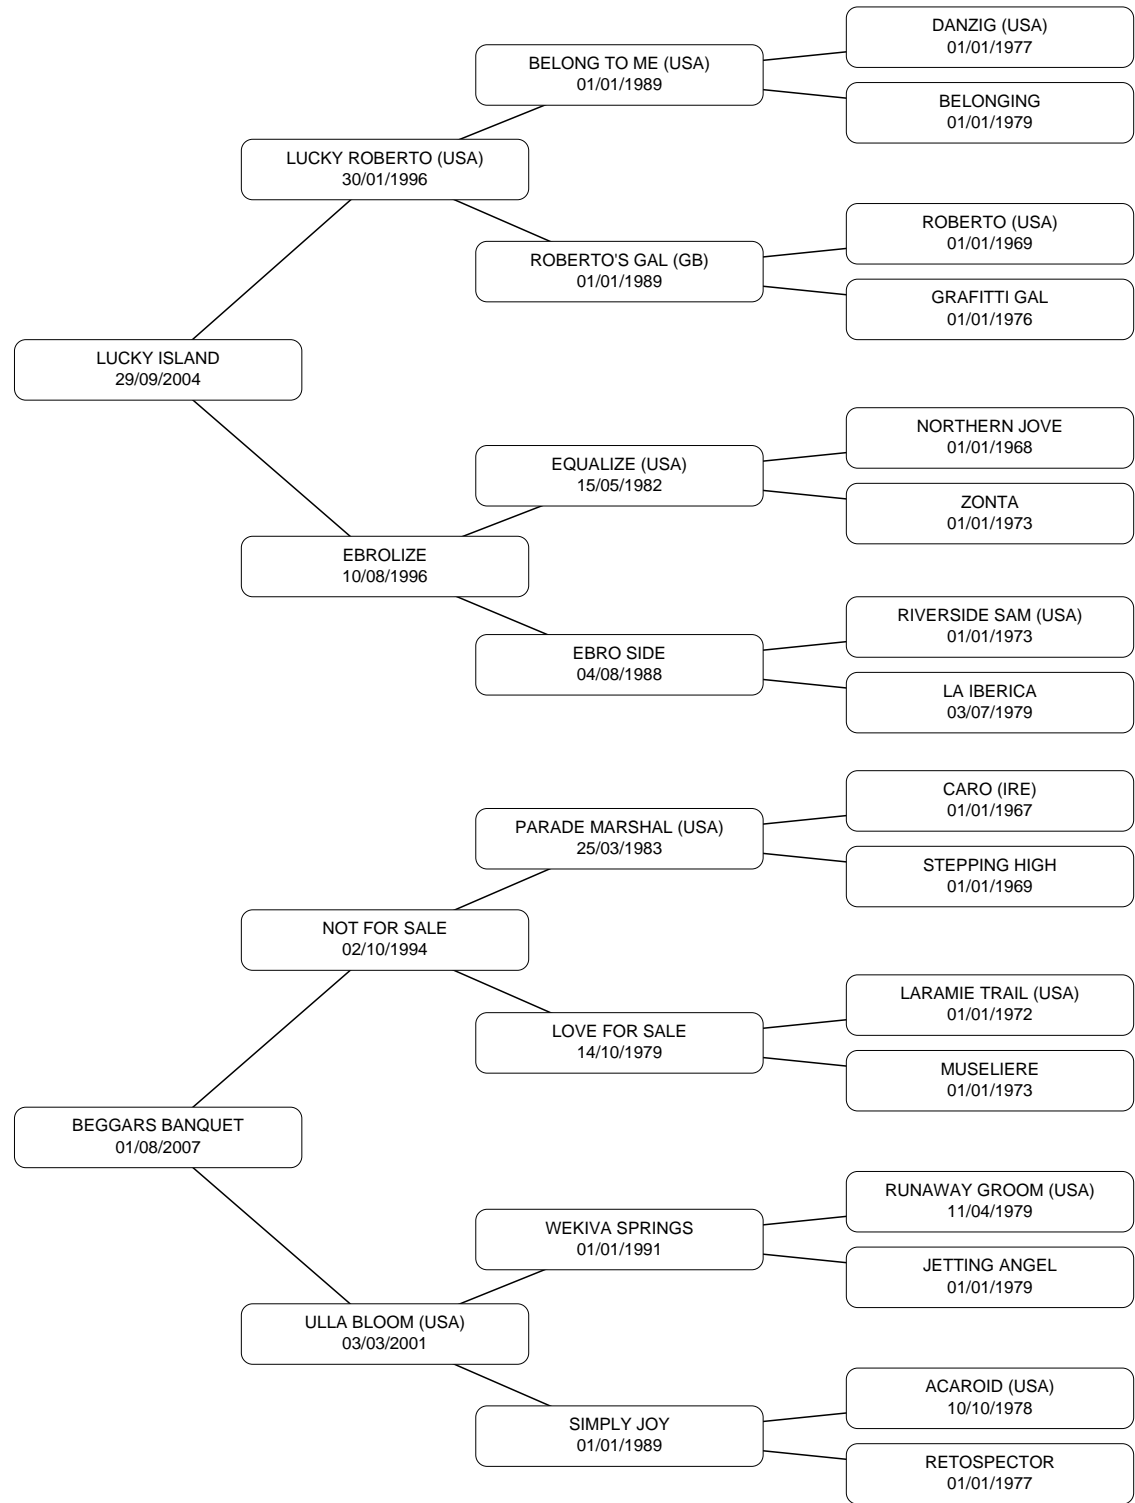 DANZIG (USA)
01/01/1977
BELONG TO ME (USA)
01/01/1989
BELONGING
01/01/1979
LUCKY ROBERTO (USA)
30/01/1996
ROBERTO (USA)
01/01/1969
ROBERTO'S GAL (GB)
01/01/1989
GRAFITTI GAL
01/01/1976
LUCKY ISLAND
29/09/2004
NORTHERN JOVE
01/01/1968
EQUALIZE (USA)
15/05/1982
ZONTA
01/01/1973
EBROLIZE
10/08/1996
RIVERSIDE SAM (USA)
01/01/1973
EBRO SIDE
04/08/1988
LA IBERICA
03/07/1979
CARO (IRE)
01/01/1967
PARADE MARSHAL (USA)
25/03/1983
STEPPING HIGH
01/01/1969
NOT FOR SALE
02/10/1994
LARAMIE TRAIL (USA)
01/01/1972
LOVE FOR SALE
14/10/1979
MUSELIERE
01/01/1973
BEGGARS BANQUET
01/08/2007
RUNAWAY GROOM (USA)
11/04/1979
WEKIVA SPRINGS
01/01/1991
JETTING ANGEL
01/01/1979
ULLA BLOOM (USA)
03/03/2001
ACAROID (USA)
10/10/1978
SIMPLY JOY
01/01/1989
RETOSPECTOR
01/01/1977